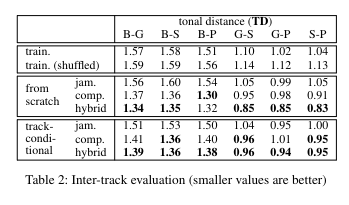 tonal distance (TD)
B-G B-S B-P G-S G-P S-P
train. 1.57 1.58 1.51 1.10 1.02 1.04
train. (shuffled) 1.59 1.59 1.56 1.14 1.12 1.13
from scratch jam. 1.56 1.60 1.54 1.05 0.99 1.05
comp. 1.37 1.36 1.30 0.95 0.98 0.91
hybrid 1.34 1.35 1.32 0.85 0.85 0.83
track-condi-tional jam. 1.51 1.53 1.50 1.04 0.95 1.00
comp. 1.41 1.36 1.40 0.96 1.01 0.95
hybrid 1.39 1.36 1.38 0.96 0.94 0.95
Table 2: Inter-track evaluation (smaller values are better)